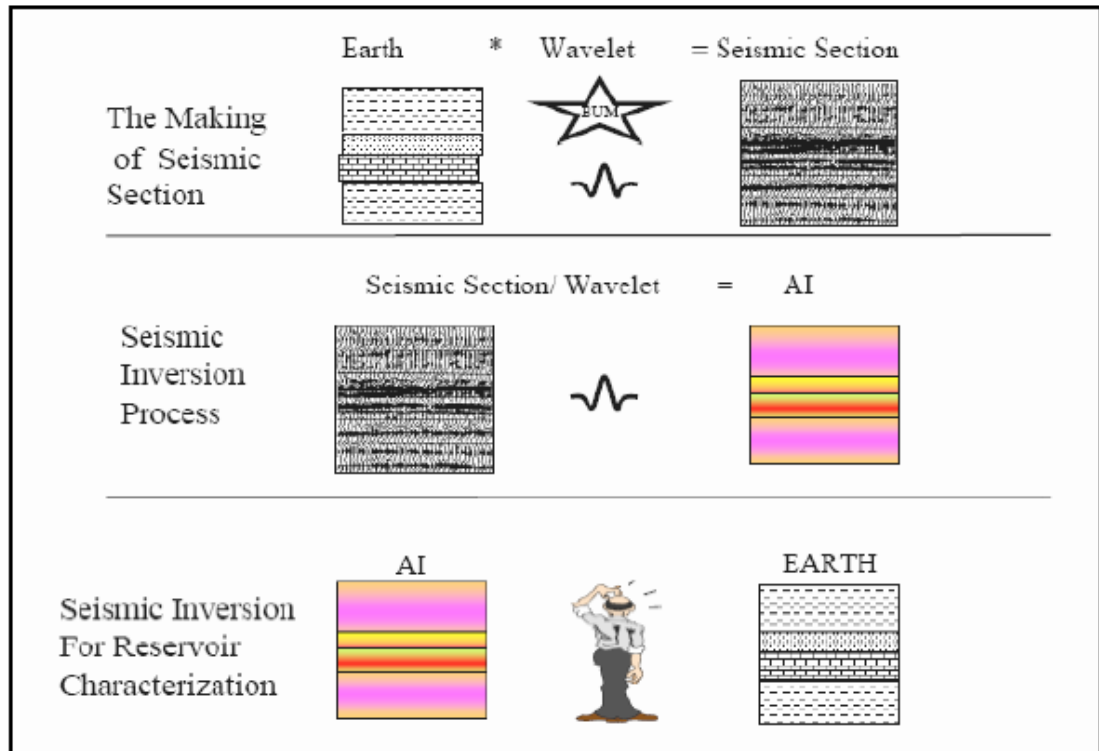 Earth * Wavelet = Seismic Section
BUM
The Making
of Seismic
Section
Seismic Section/ Wavelet = AI
Seismic
Inversion
Process
AI
EARTH
Seismic Inversion
For Reservoir
Characterization